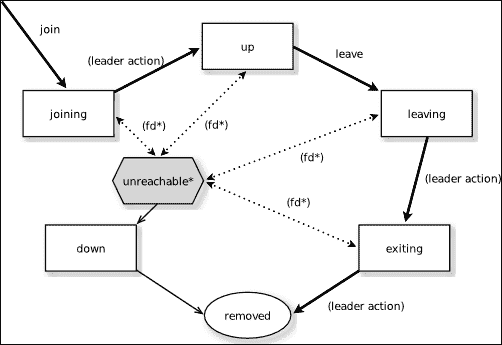 join
up
(leader action)
leave
joining
leaving
(fd*)
(fd*)
(fd*)
unreachable*
(leader action)
(fd*)
down
exiting
(leader action)
removed